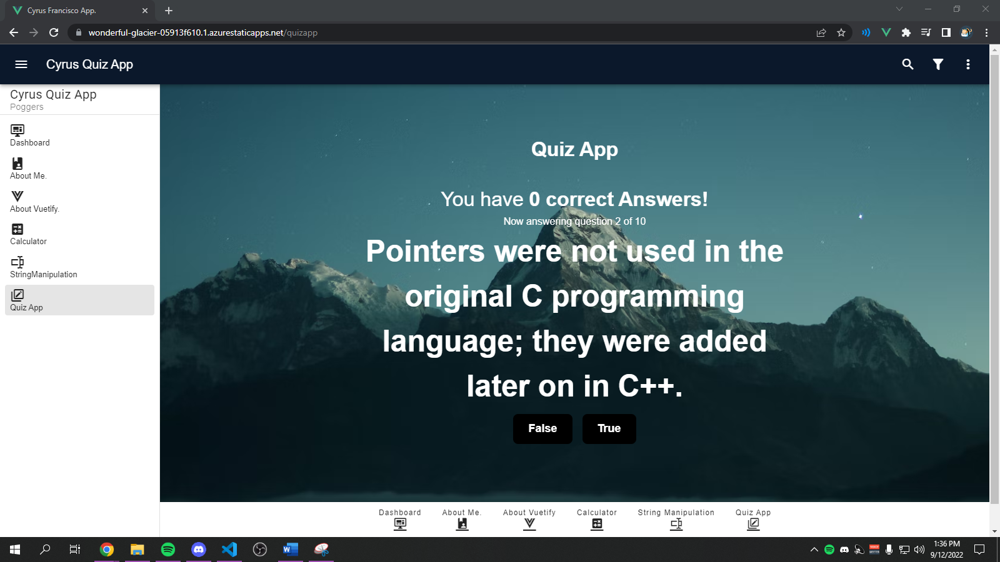 Cyrus Francisco App.
wonderful-glacier-05913f610.1.azurestaticapps.net/quizapp
Cyrus Quiz App
Cyrus Quiz App
Poggers
Dashboard
About Me.
About Vuetify.
Calculator
StringManipulation
Quiz App
Quiz App
You have 0 correct Answers!
Now answering question 2 of 10
Pointers were not used in the
original C programming
language; they were added
later on in C++.
False True
Dashboard About Me. About Vuetify Calculator String Manipulation Quiz App
1:36 PM
9/12/2022